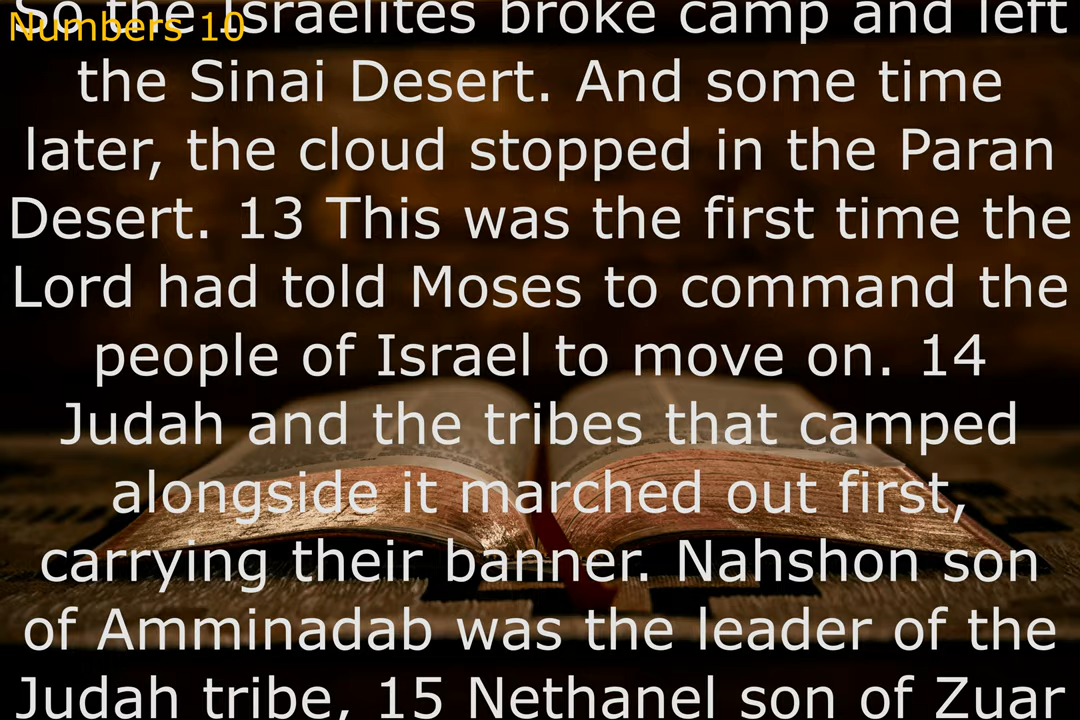 Numbers 10
So the Israelites broke camp and left
the Sinai Desert. And some time
later, the cloud stopped in the Paran
Desert. 13 This was the first time the
Lord had told Moses to command the
people of Israel to move on. 14
Judah and the tribes that camped
alongside it marched out first,
carrying their banner. Nahshon son
of Amminadab was the leader of the
Judah tribe, 15 Nethanel son of Zuar